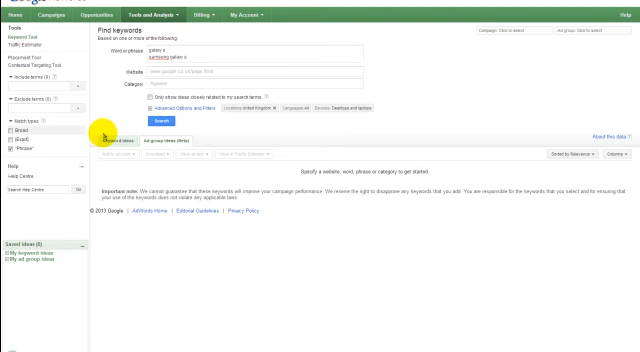 Home Campaigns Opportunities Tools and Analysis Billing My Account Help
Tools
Keyword Tool
Traffic Estimator
Placement Tool
Contextual Targeting Tool
Include terms (0) ?
Exclude terms (0) ?
Match types ?
Broad
[Exact]
"Phrase"
Help
Help Centre
Search Help Centre Go
Saved ideas (0)
My keyword ideas
My ad group ideas
Find keywords
Based on one or more of the following:
Campaign: Click to select Ad group: Click to select
Word or phrase galaxy s
samsung galaxy s
Website www.google.co.uk/page.html
Category Apparel
Only show ideas closely related to my search terms ?
Advanced Options and Filters Locations: United Kingdom Languages: All Devices: Desktops and laptops
Search
About this data ?
Keyword ideas Ad group ideas (Beta)
Sorted by Relevance Columns
Specify a website, word, phrase or category to get started.
Important note: We cannot guarantee that these keywords will improve your campaign performance. We reserve the right to disapprove any keywords that you add. You are responsible for the keywords that you select and for ensuring that
your use of the keywords does not violate any applicable laws.
© 2013 Google | AdWords Home | Editorial Guidelines | Privacy Policy